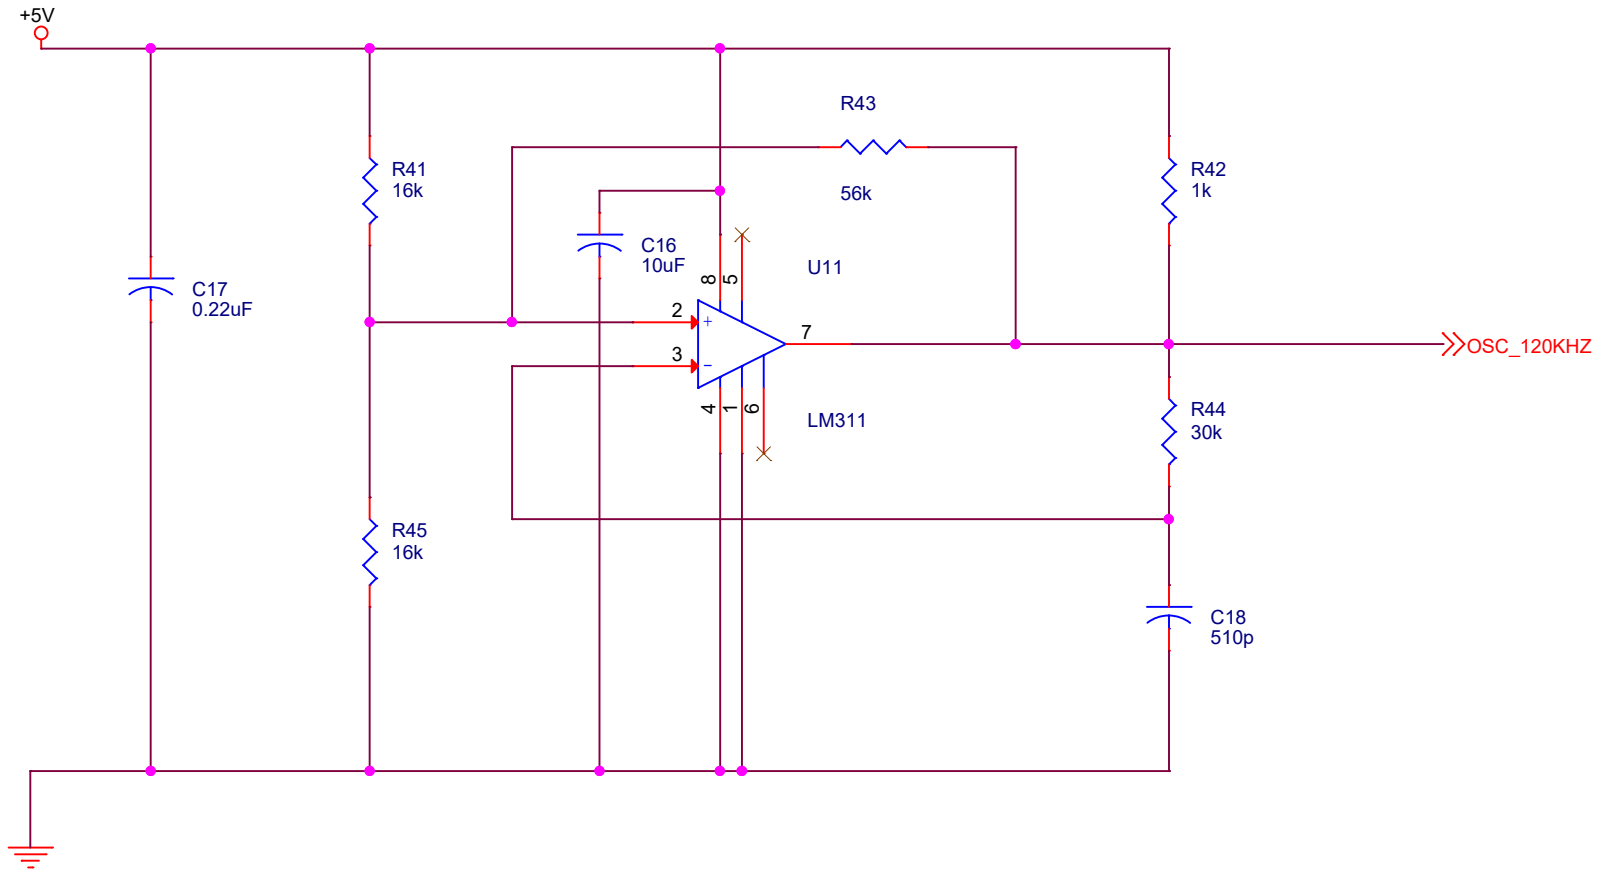 +5V
R43
R41
16k
R42
1k
56k
C16
10uF
U11
8
5
C17
0.22uF
2
+
7
OSC_120KHZ
3
-
4
1
6
LM311
R44
30k
R45
16k
C18
510p